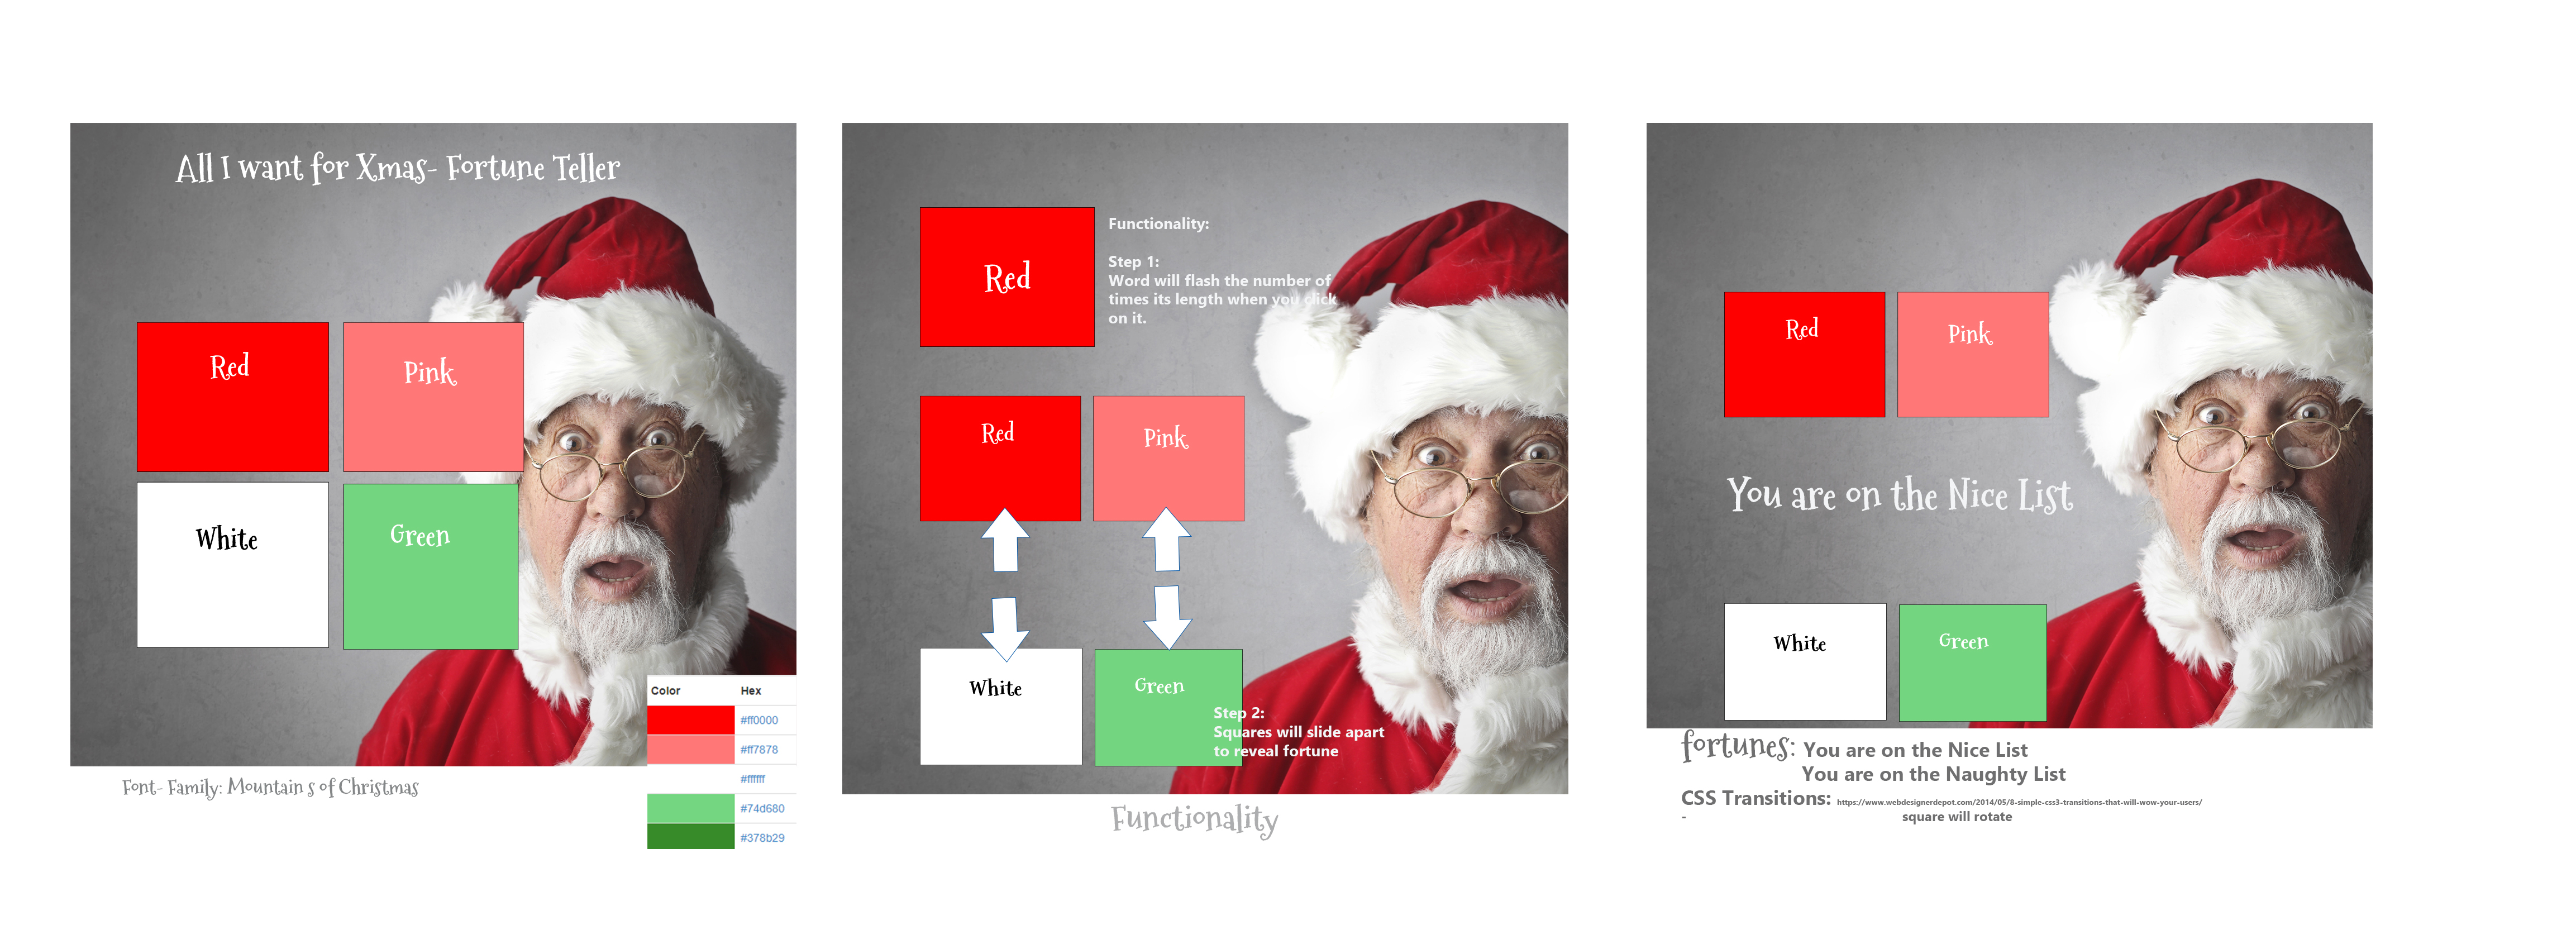 All I want for Xmas- Fortune Teller
Red
Pink
White
Green
Color Hex
#ff0000
#ff7878
#ffffff
#74d680
#378b29
Font- Family: Mountain s of Christmas
Red
Functionality:
Step 1:
Word will flash the number of
times its length when you click
on it.
Red
Pink
White
Green
Step 2:
Squares will slide apart
to reveal fortune
Functionality
Red
Pink
You are on the Nice List
White
Green
fortunes: You are on the Nice List
You are on the Naughty List
CSS Transitions: https://www.webdesignerdepot.com/2014/05/8-simple-css3-transitions-that-will-wow-your-users/
- square will rotate